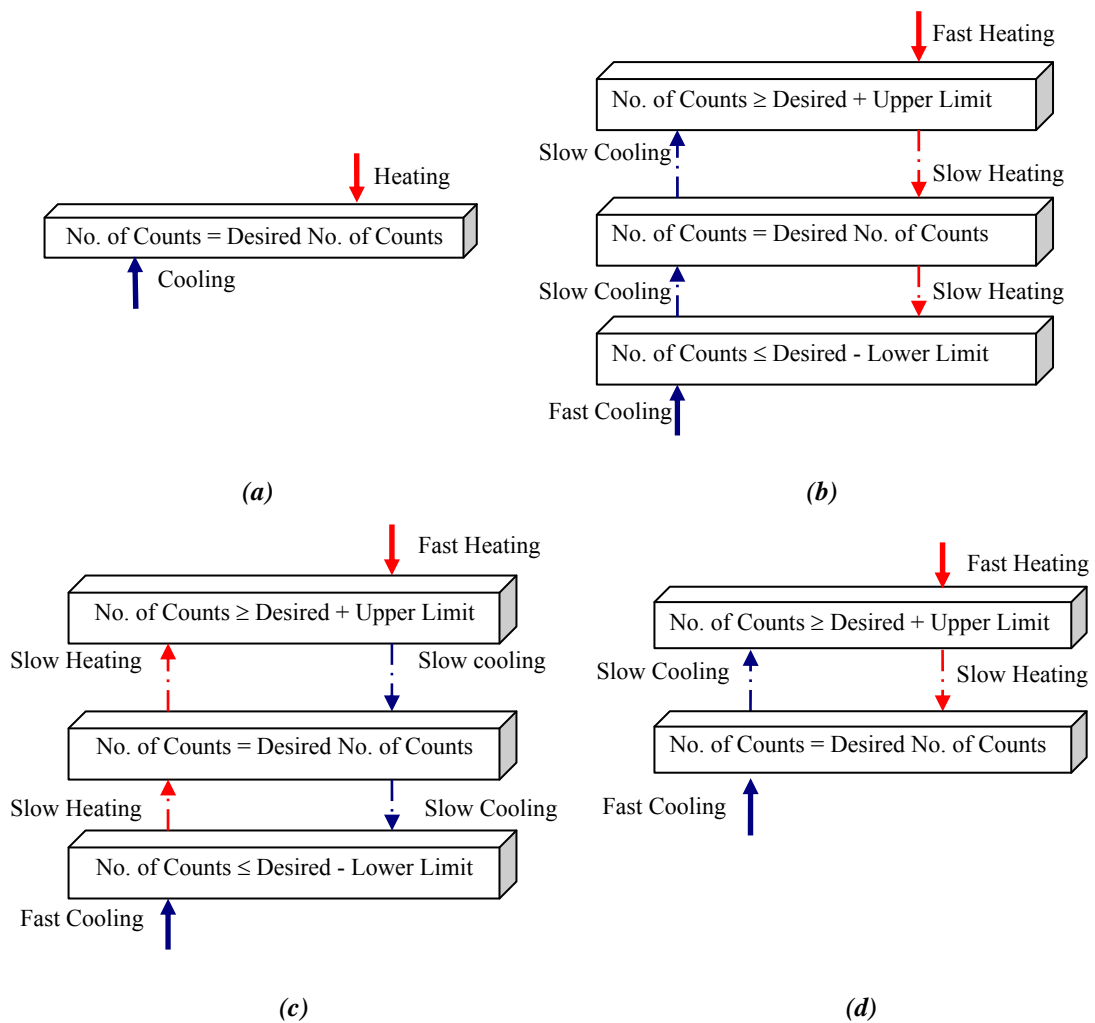 Heating
No. of Counts = Desired No. of Counts
Cooling
(a)
Fast Heating
No. of Counts ≥ Desired + Upper Limit
Slow Cooling
Slow Heating
No. of Counts = Desired No. of Counts
Slow Cooling
Slow Heating
No. of Counts ≤ Desired - Lower Limit
Fast Cooling
(b)
Fast Heating
No. of Counts ≥ Desired + Upper Limit
Slow Heating
Slow cooling
No. of Counts = Desired No. of Counts
Slow Heating
Slow Cooling
No. of Counts ≤ Desired - Lower Limit
Fast Cooling
(c)
Fast Heating
No. of Counts ≥ Desired + Upper Limit
Slow Cooling
Slow Heating
No. of Counts = Desired No. of Counts
Fast Cooling
(d)